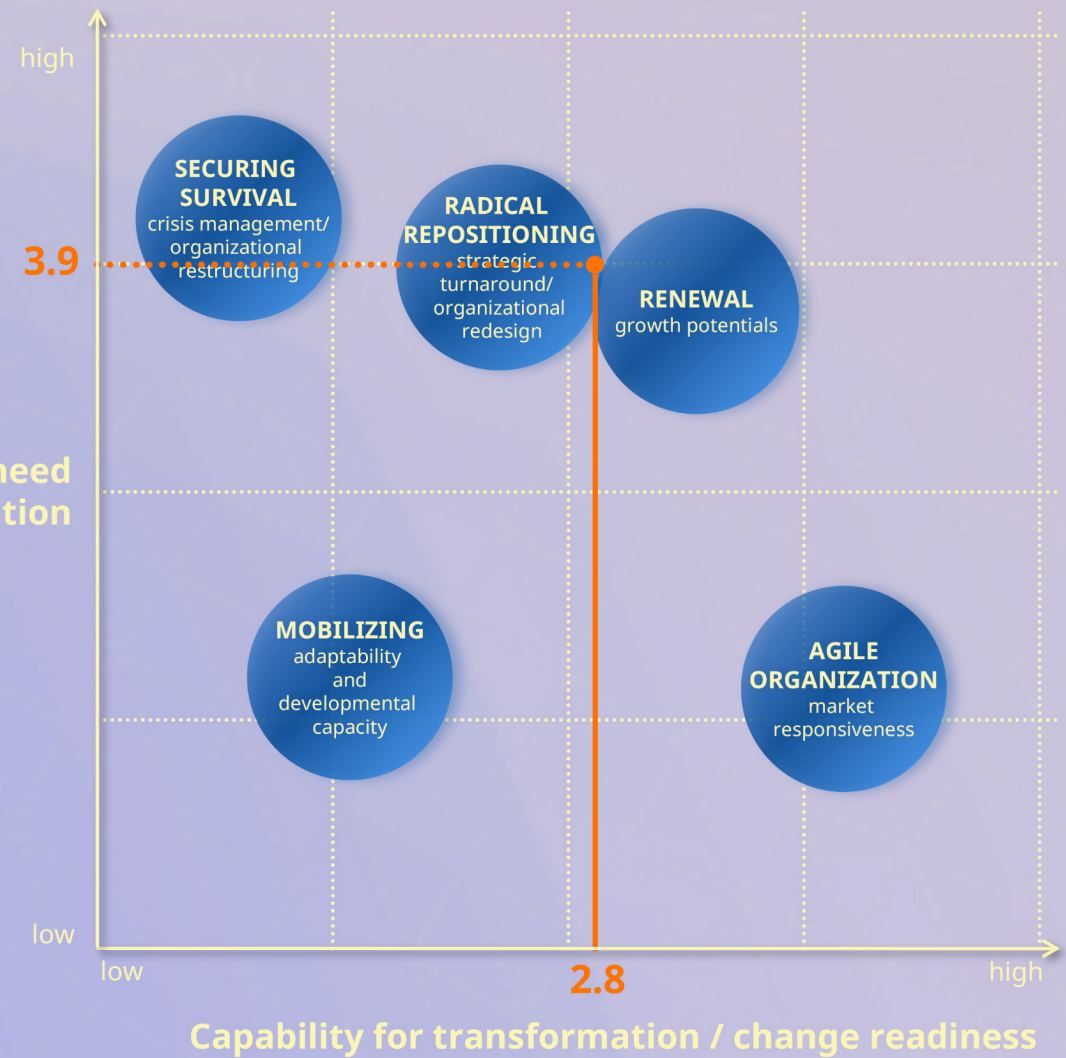 high
SECURING
SURVIVAL
crisis management/
organizational
restructuring
RADICAL
REPOSITIONING
strategic
turnaround/
organizational
redesign
3.9
RENEWAL
growth potentials
need
tion
MOBILIZING
adaptability
and
developmental
capacity
AGILE
ORGANIZATION
market
responsiveness
low
low
2.8
high
Capability for transformation / change readiness